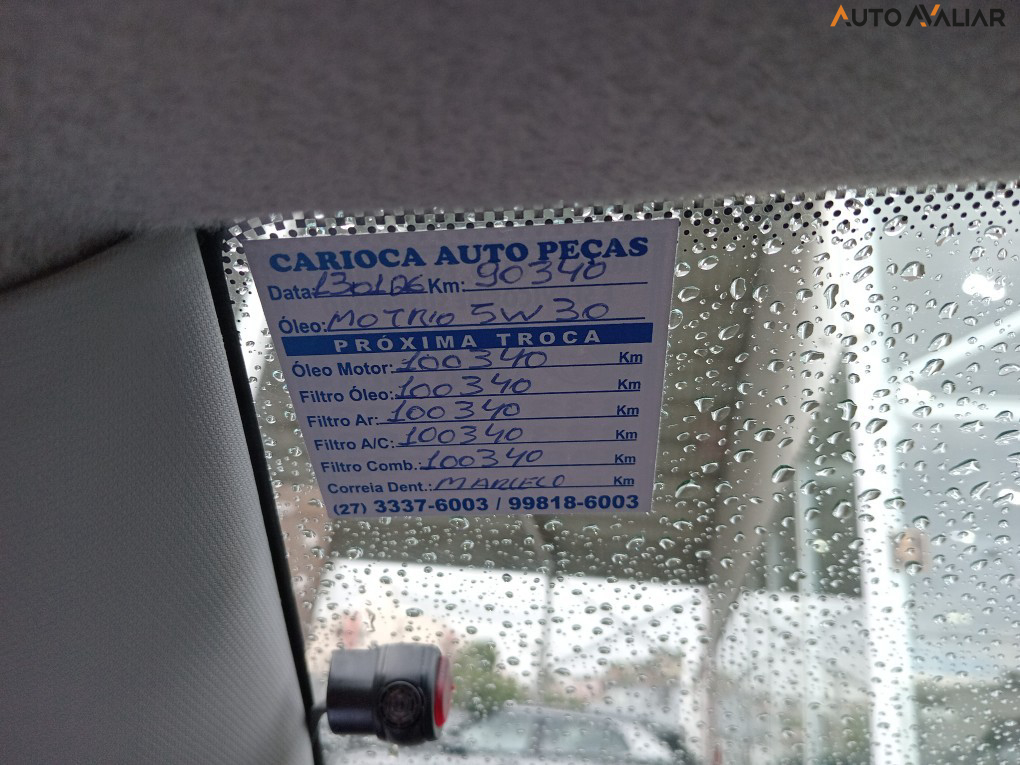 AUTO AVALIAR
CARIOCA AUTO PEÇAS
Data: 130126 Km: 90340
Óleo: MOTRIO 5W30
PRÓXIMA TROCA
Óleo Motor: 100340 Km
Filtro Óleo: 100340 Km
Filtro Ar: 100340 Km
Filtro A/C: 100340 Km
Filtro Comb.: 100340 Km
Correia Dent.: MARCELO Km
(27) 3337-6003 / 99818-6003